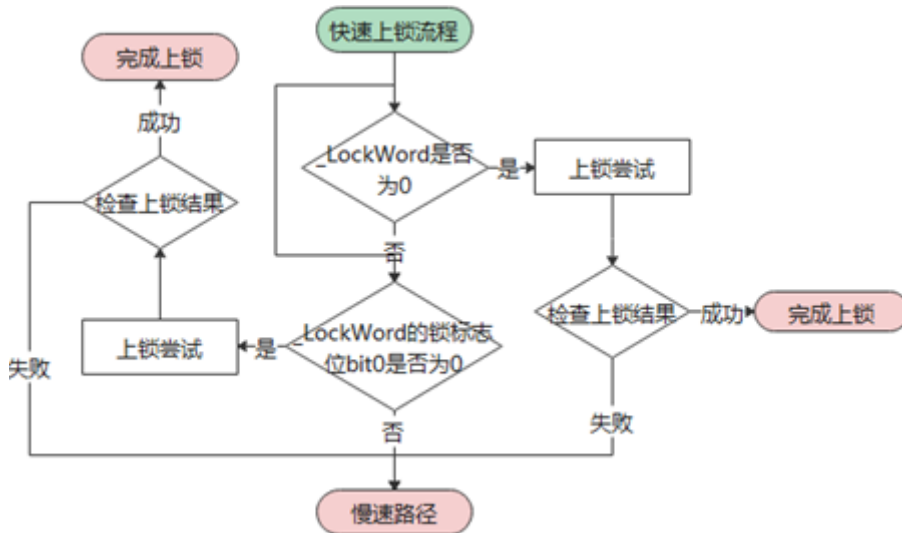 快速上锁流程
完成上锁
成功
_LockWord是否
为0
是
上锁尝试
检查上锁结果
否
检查上锁结果
成功
完成上锁
_LockWord的锁标志
位bit0是否为0
是
上锁尝试
失败
失败
否
慢速路径